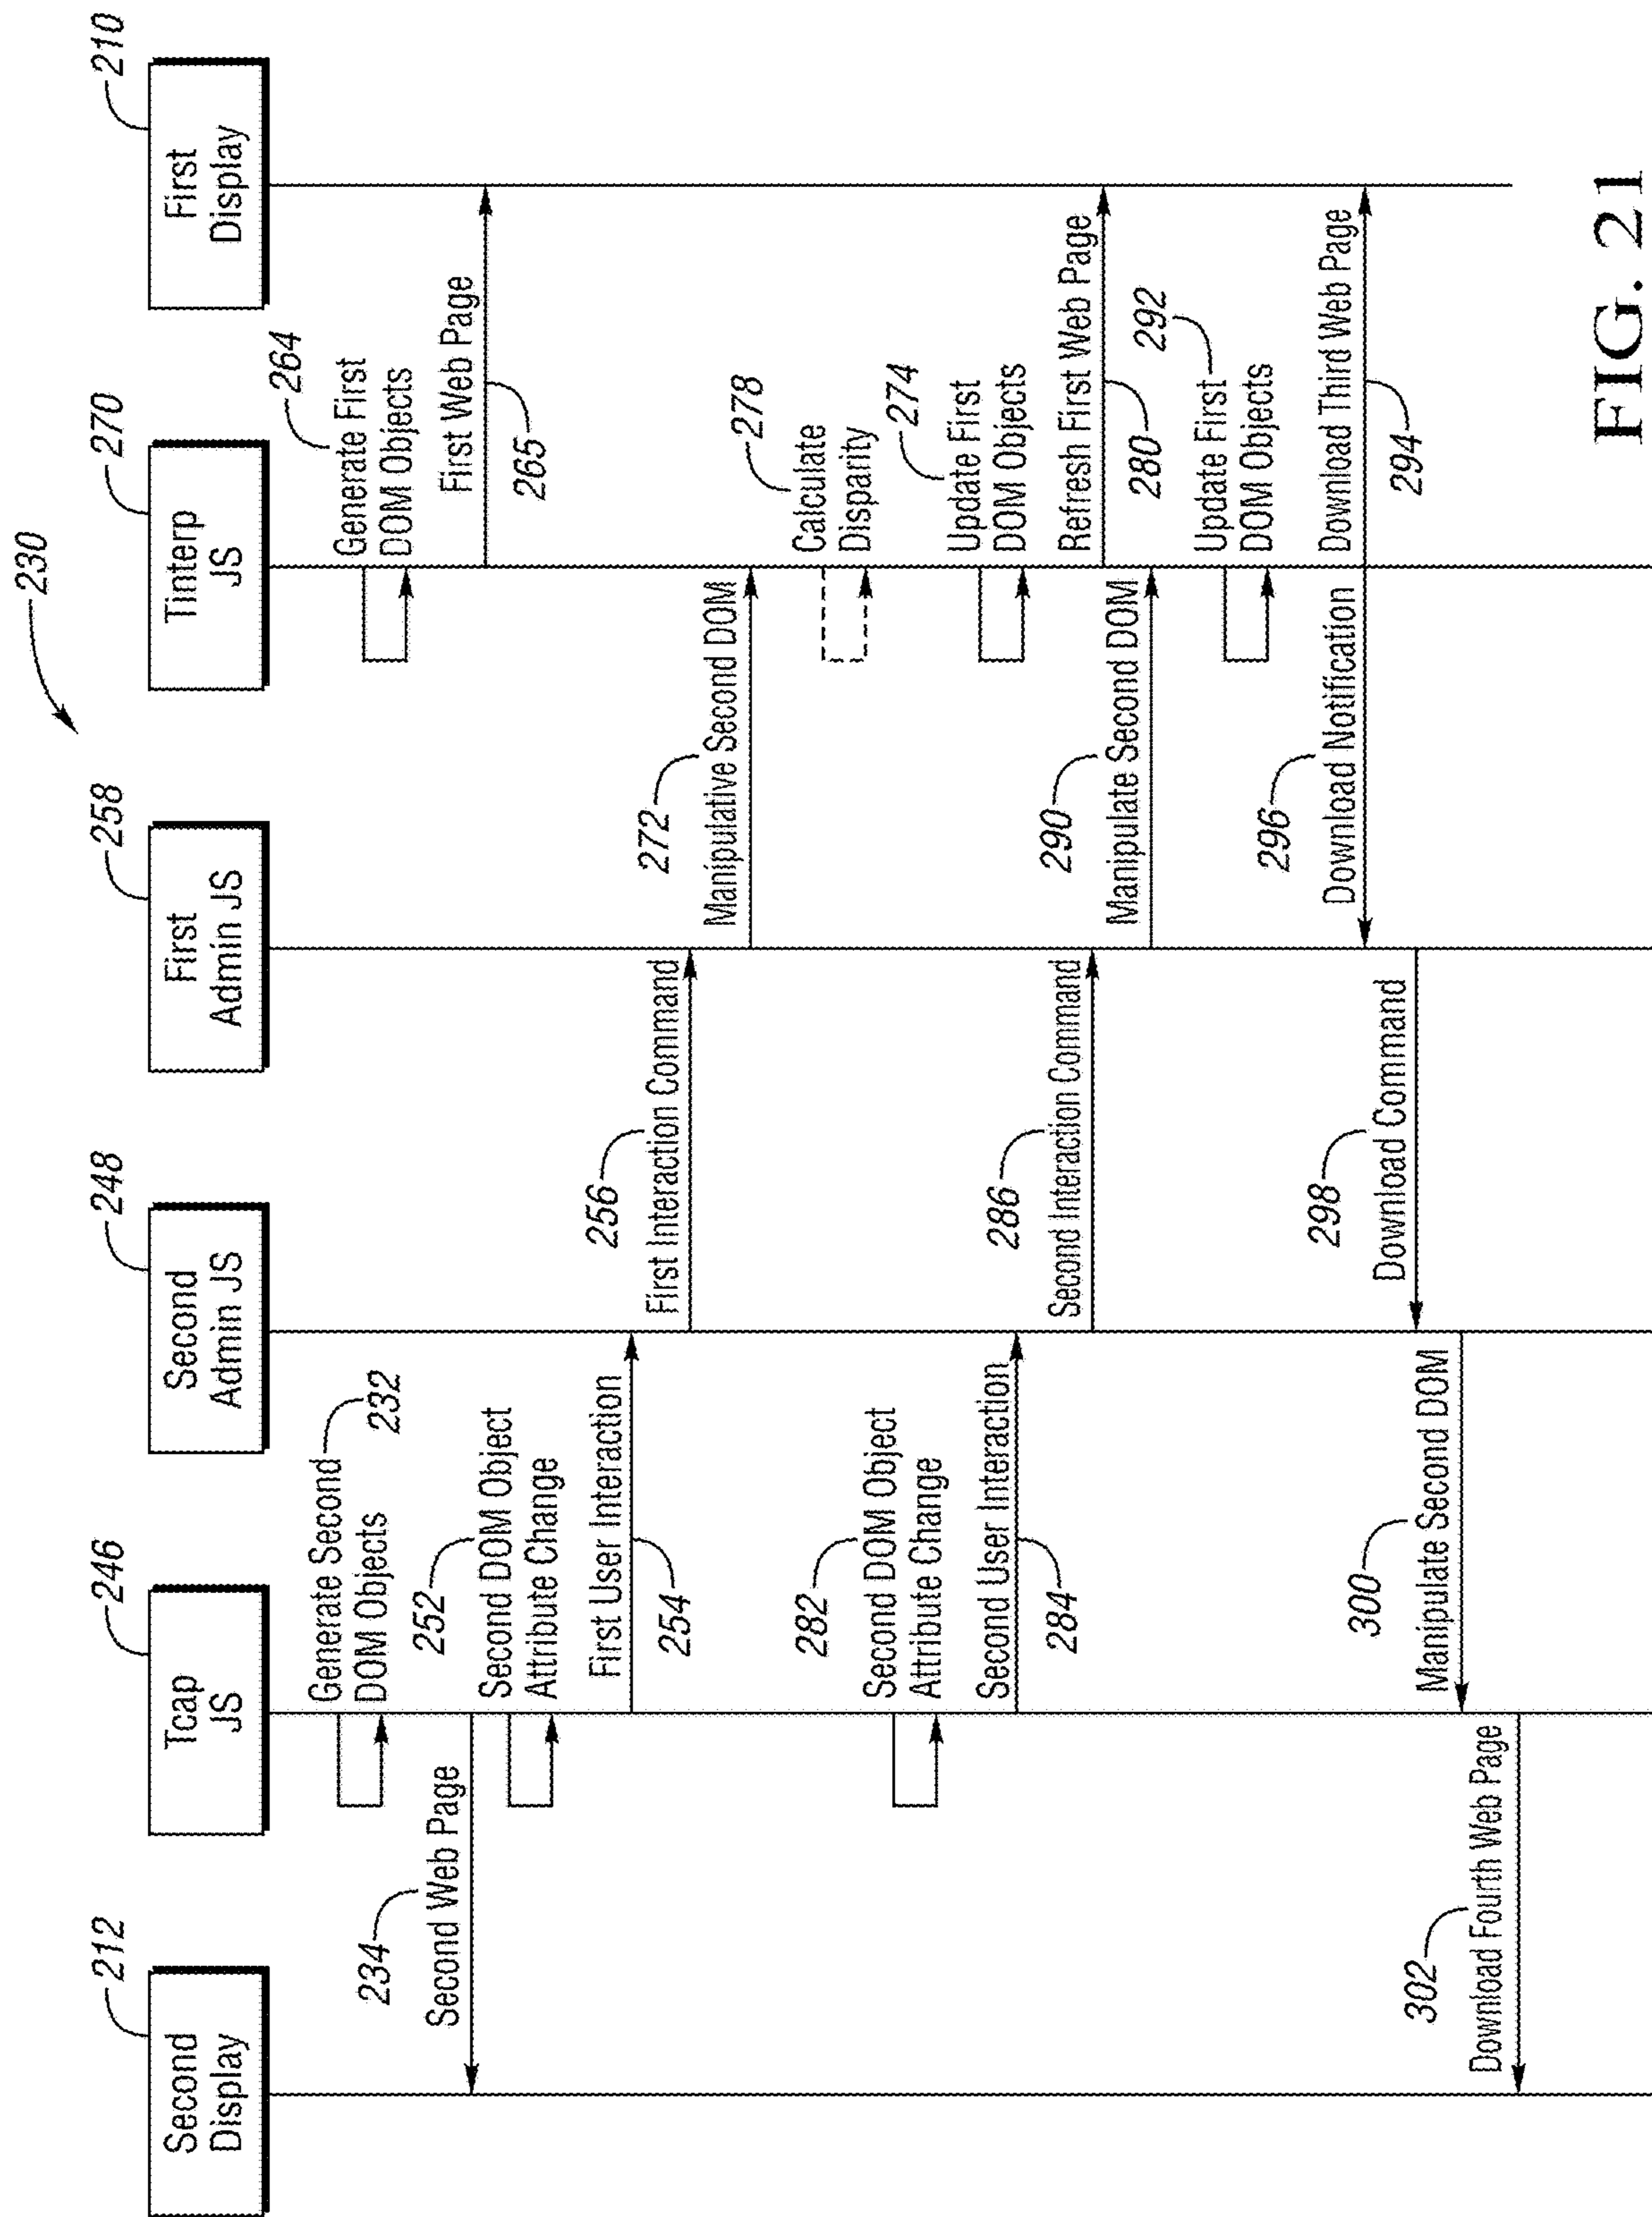 230
212
Second
Display
246
Tcap
JS
248
Second
Admin JS
258
First
Admin JS
270
Tinterp
JS
210
First
Display
Generate Second
DOM Objects
232
264
Generate First
DOM Objects
234
Second Web Page
First Web Page
265
252
Second DOM Object
Attribute Change
First User Interaction
254
256
First Interaction Command
272
Manipulative Second DOM
278
Calculate
Disparity
282
Second DOM Object
Attribute Change
274
Update First
DOM Objects
Second User Interaction
284
286
Second Interaction Command
Refresh First Web Page
280
290
Manipulate Second DOM
292
Update First
DOM Objects
Download Third Web Page
294
296
Download Notification
298
Download Command
300
Manipulate Second DOM
302
Download Fourth Web Page
FIG. 21